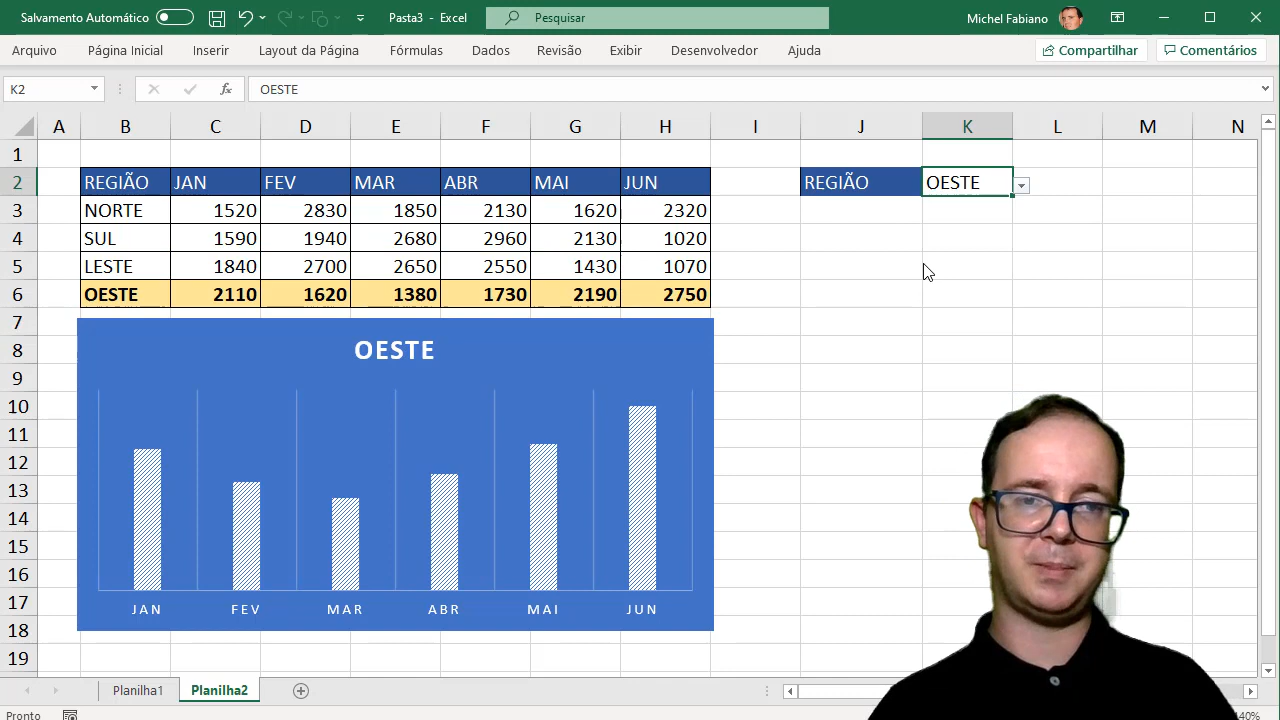 Salvamento Automático
Pasta3 - Excel
Pesquisar
Michel Fabiano
Arquivo Página Inicial Inserir Layout da Página Fórmulas Dados Revisão Exibir Desenvolvedor Ajuda Compartilhar Comentários
K2 fx OESTE
A B C D E F G H I J K L M N
1
2 REGIÃO JAN FEV MAR ABR MAI JUN REGIÃO OESTE
3 NORTE 1520 2830 1850 2130 1620 2320
4 SUL 1590 1940 2680 2960 2130 1020
5 LESTE 1840 2700 2650 2550 1430 1070
6 OESTE 2110 1620 1380 1730 2190 2750
7
8 OESTE
9
10
11
12
13
14
15
16
17 JAN FEV MAR ABR MAI JUN
18
19
Planilha1 Planilha2
Pronto 140%